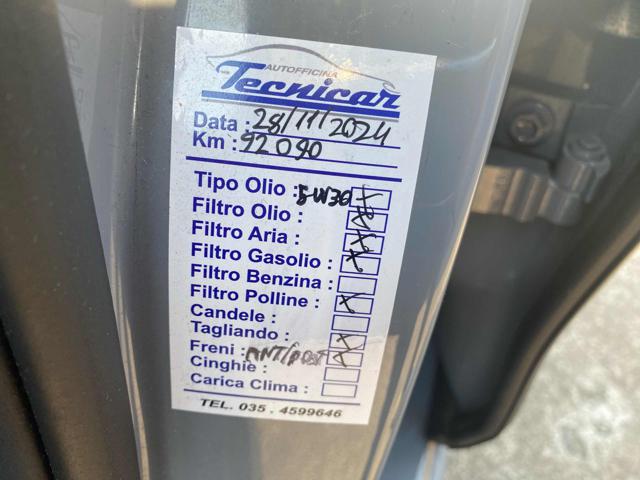 AUTOFFICINA
Tecnicar
Data : 28/11/2024
Km : 92090
Tipo Olio : 5W30 X
Filtro Olio : X
Filtro Aria : X
Filtro Gasolio : X
Filtro Benzina :
Filtro Polline : X
Candele :
Tagliando : X
Freni : ANT/POST X
Cinghie :
Carica Clima :
TEL. 035 . 4599646